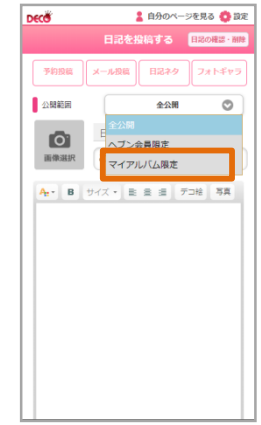 DECO 自分のページを見る 設定
日記を投稿する 日記の確認・削除
予約投稿 メール投稿 日記ネタ フォトギャラ
公開範囲 全公開
全公開
ヘブン会員限定
マイアルバム限定
画像選択
A B サイズ デコ絵 写真